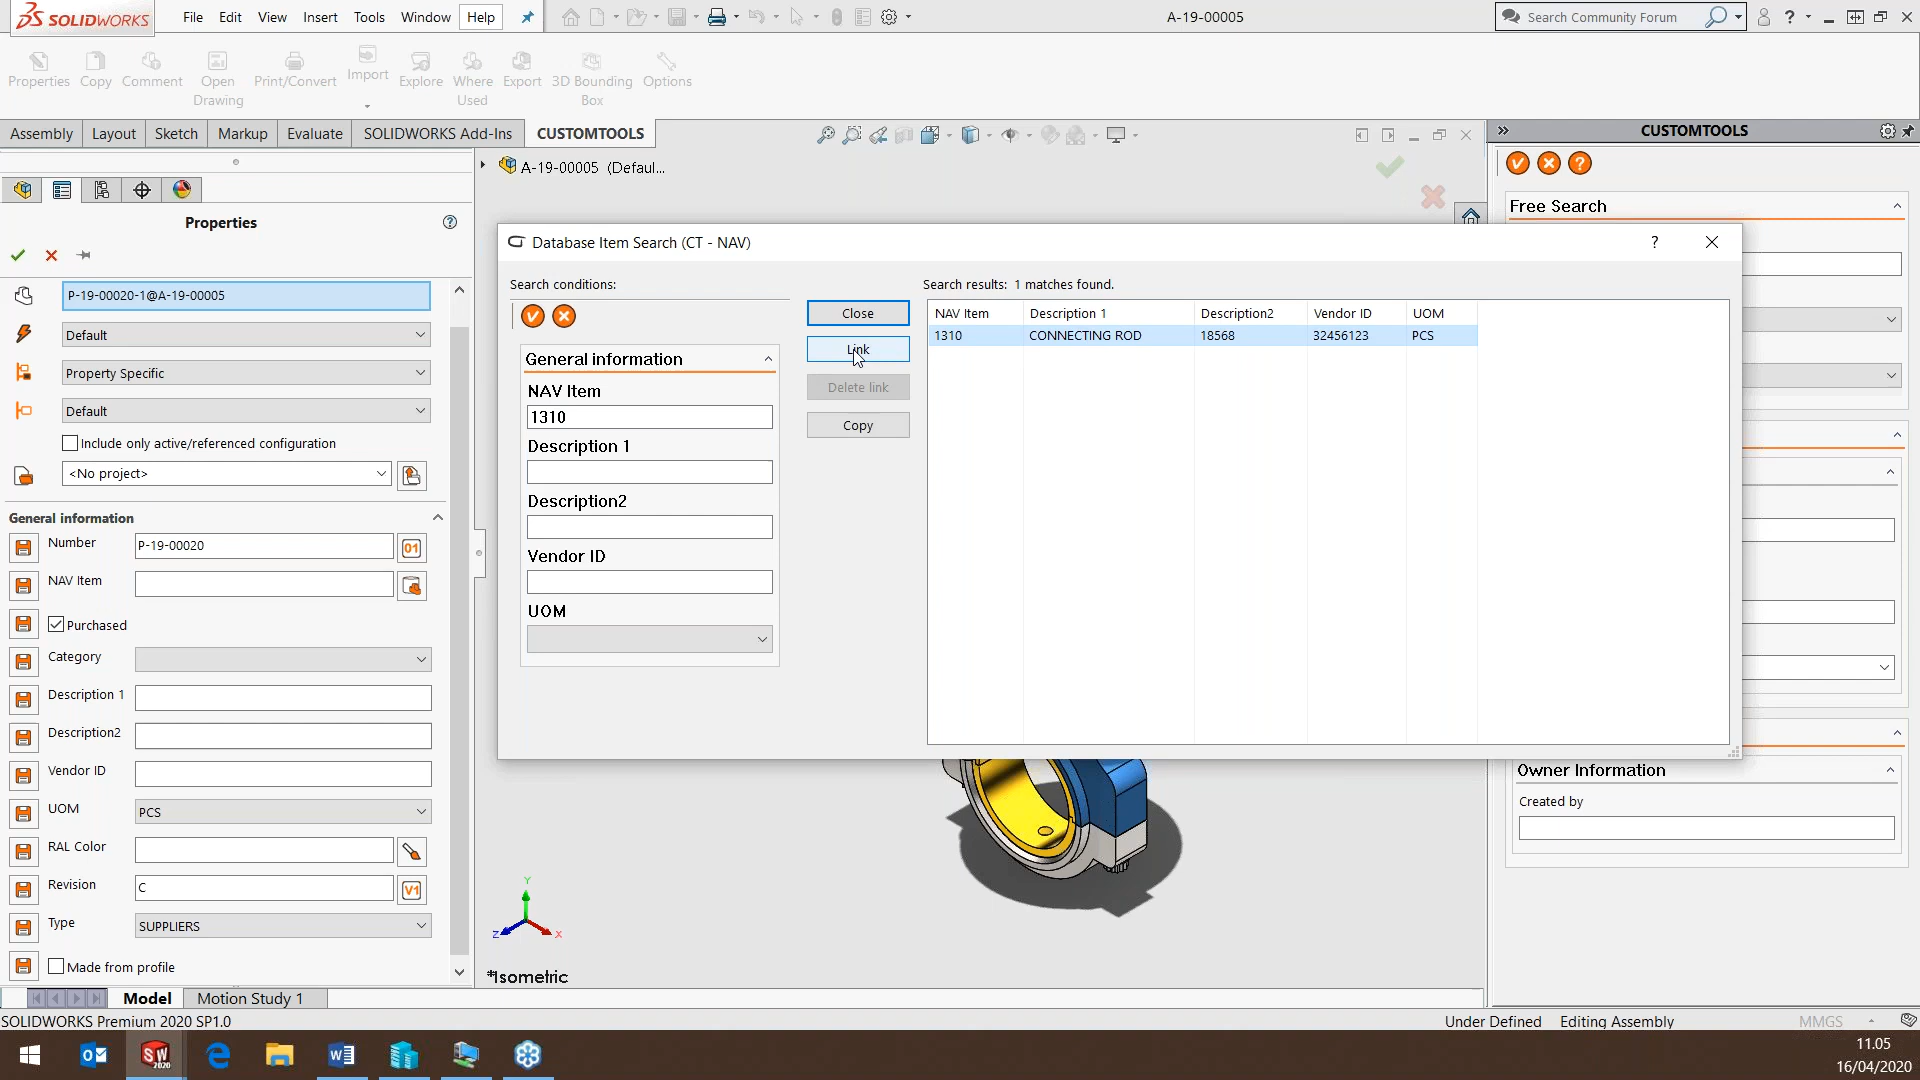 SOLIDWORKS
File Edit View Insert Tools Window Help
A-19-00005
Search Community Forum
?
Properties Copy Comment Open Drawing Print/Convert Import Explore Where Used Export 3D Bounding Box Options
Assembly Layout Sketch Markup Evaluate SOLIDWORKS Add-Ins CUSTOMTOOLS
CUSTOMTOOLS
A-19-00005 (Defaul...
Properties
P-19-00020-1@A-19-00005
Default
Property Specific
Default
Include only active/referenced configuration
<No project>
General information
Number P-19-00020 01
NAV Item
Purchased
Category
Description 1
Description2
Vendor ID
UOM PCS
RAL Color
Revision C V1
Type SUPPLIERS
Made from profile
Database Item Search (CT - NAV)
?
Search conditions:
General information
NAV Item
1310
Description 1
Description2
Vendor ID
UOM
Close
Link
Delete link
Copy
Search results: 1 matches found.
NAV Item Description 1 Description2 Vendor ID UOM
1310 CONNECTING ROD 18568 32456123 PCS
Free Search
Owner Information
Created by
Y
Z
X
*Isometric
Model Motion Study 1
SOLIDWORKS Premium 2020 SP1.0
Under Defined Editing Assembly MMGS
SW 2020
11.05
16/04/2020